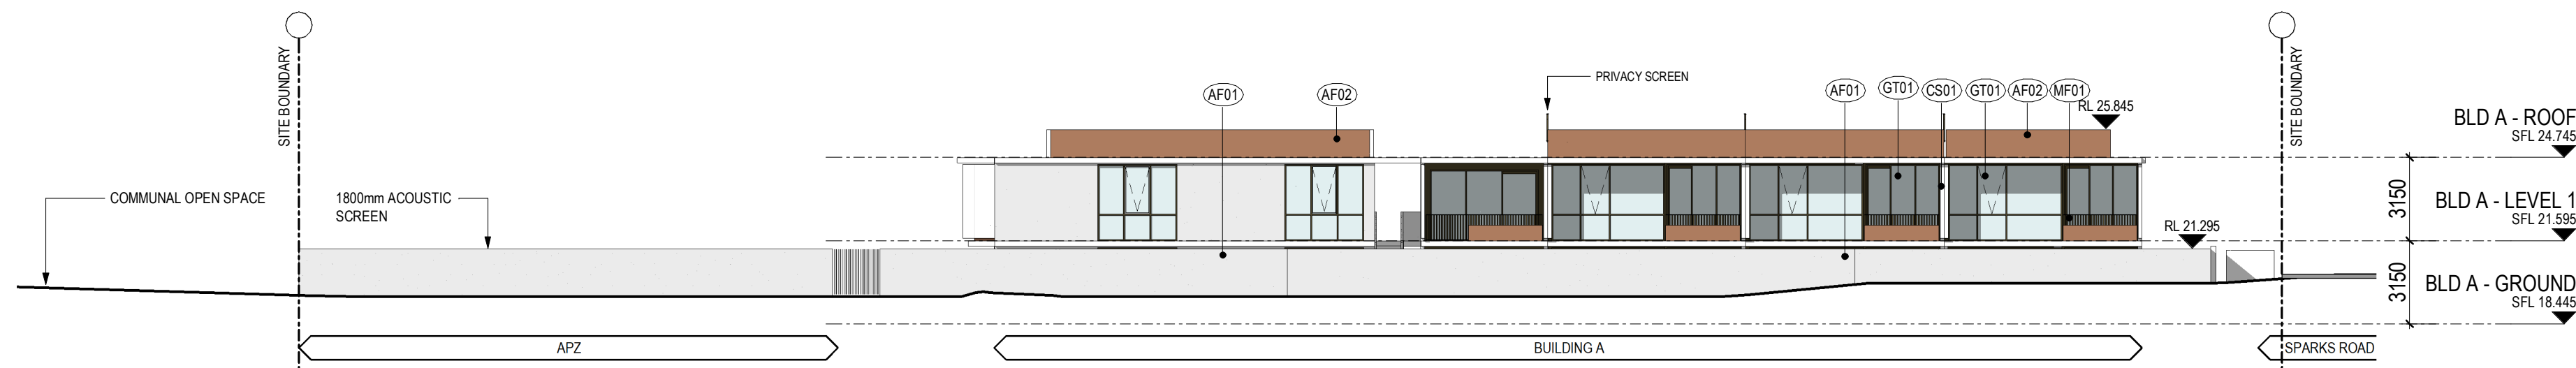 SITE BOUNDARY
COMMUNAL OPEN SPACE
1800mm ACOUSTIC
SCREEN
AF01
AF02
PRIVACY SCREEN
AF01
GT01
CS01
GT01
AF02
MF01
RL 25.845
RL 21.295
SITE BOUNDARY
BLD A - ROOF
SFL 24.745
3150
BLD A - LEVEL 1
SFL 21.595
3150
BLD A - GROUND
SFL 18.445
APZ
BUILDING A
SPARKS ROAD